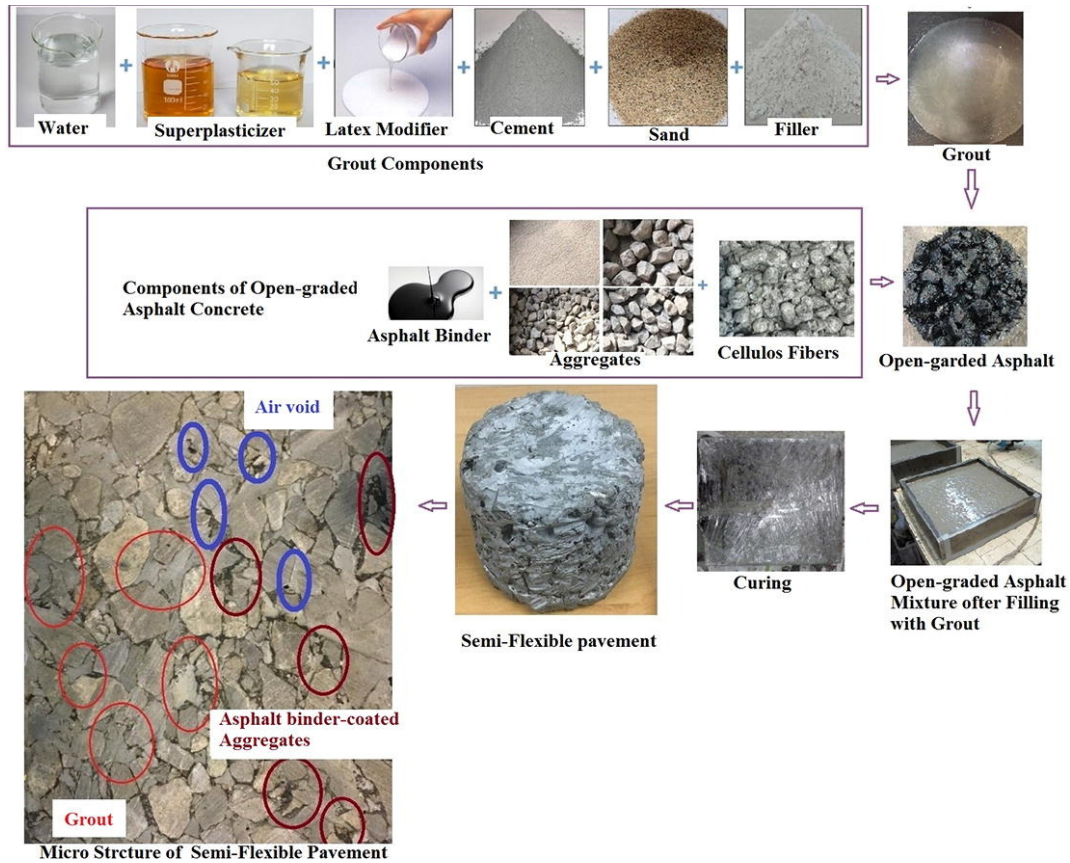 Water
Superplasticizer
Latex Modifier
Cement
Sand
Filler
Grout Components
Grout
Components of Open-graded
Asphalt Concrete
Asphalt Binder
Aggregates
Cellulos Fibers
Open-garded Asphalt
Open-graded Asphalt
Mixture ofter Filling
with Grout
Curing
Semi-Flexible pavement
Air void
Asphalt binder-coated
Aggregates
Grout
Micro Strcture of Semi-Flexible Pavement